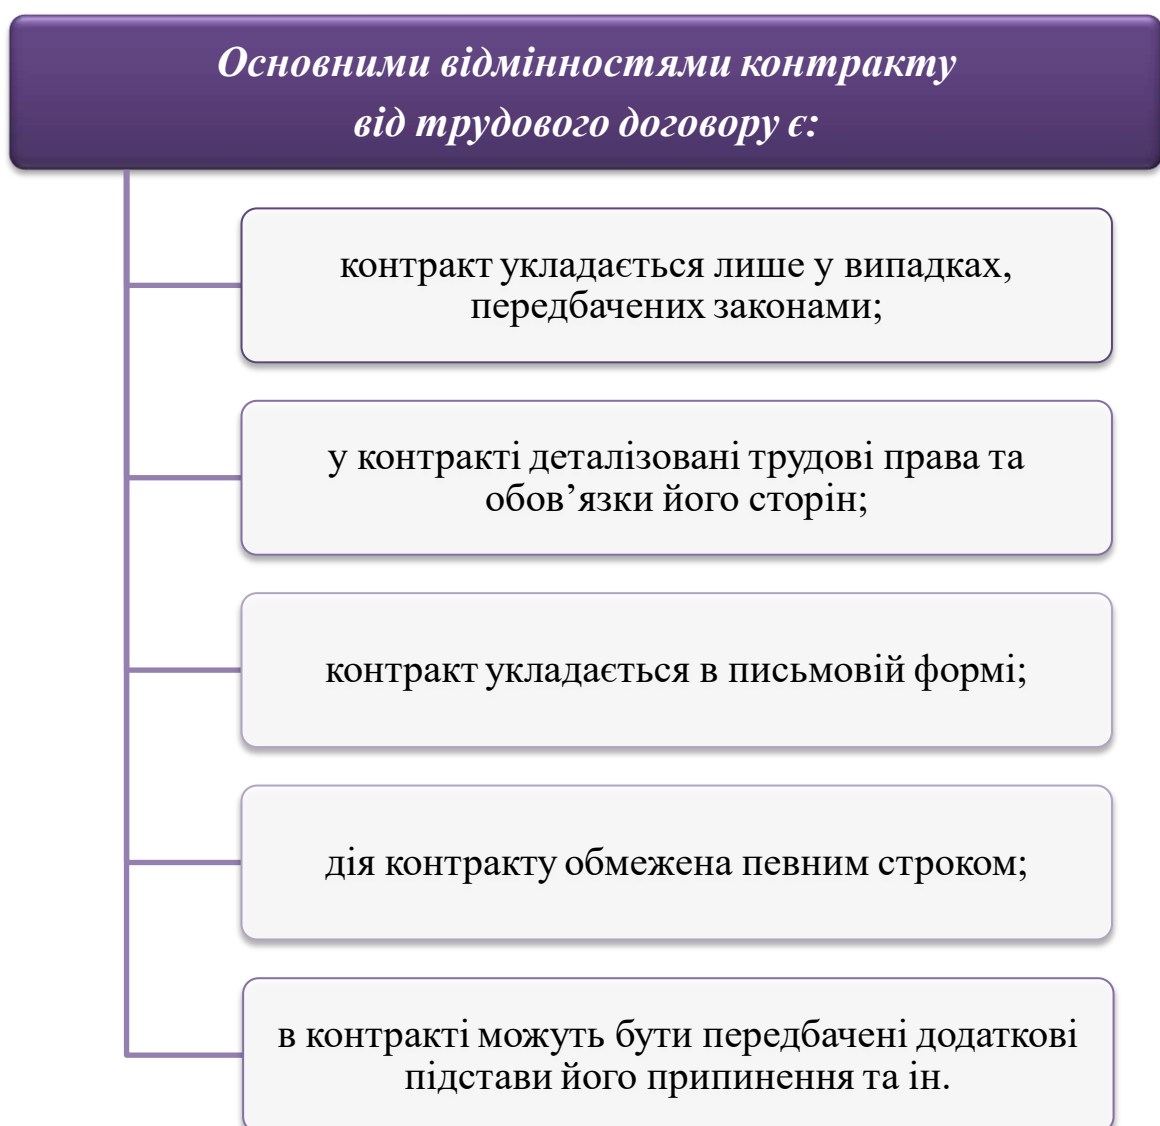 Основними відмінностями контракту
від трудового договору є:
контракт укладається лише у випадках,
передбачених законами;
у контракті деталізовані трудові права та
обов’язки його сторін;
контракт укладається в письмовій формі;
дія контракту обмежена певним строком;
в контракті можуть бути передбачені додаткові
підстави його припинення та ін.